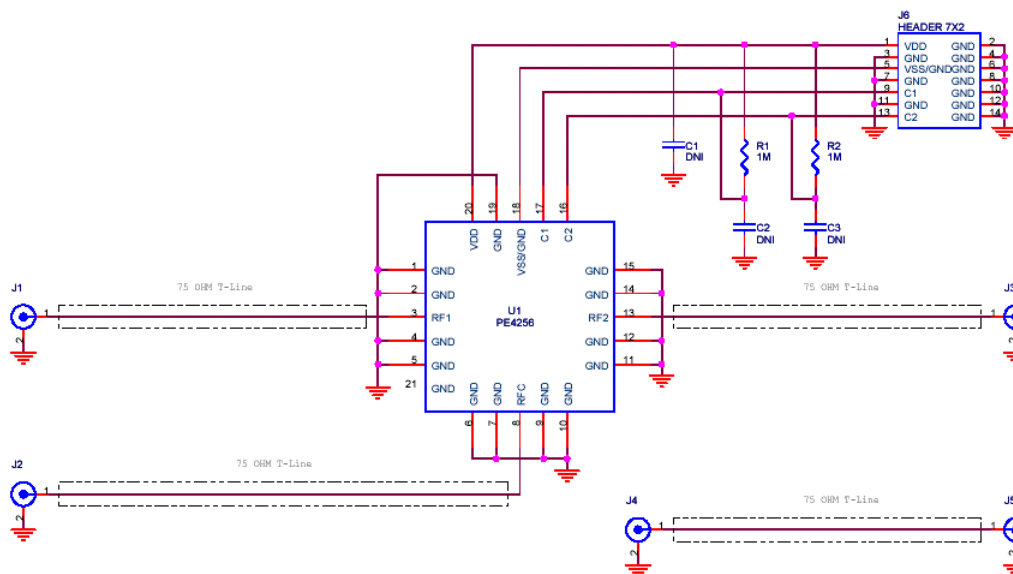 J6
HEADER 7X2
1 VDD GND 2
3 GND GND 4
5 VSS/GND GND 6
7 GND GND 8
9 C1 GND 10
11 GND GND 12
13 C2 GND 14
C1
DNI
R1
1M
R2
1M
C2
DNI
C3
DNI
20 19 18 17 16
VDD GND VSS/GND C1 C2
1 GND GND 15
2 GND GND 14
J1
75 OHM T-Line
75 OHM T-Line
J3
1 3 RF1 RF2 13 1
2 2
U1
PE4256
4 GND GND 12
5 GND GND 11
21 GND
GND GND RFC GND GND
6 7 8 9 10
J2
75 OHM T-Line
1
2
J4
75 OHM T-Line
J5
1 1
2 2